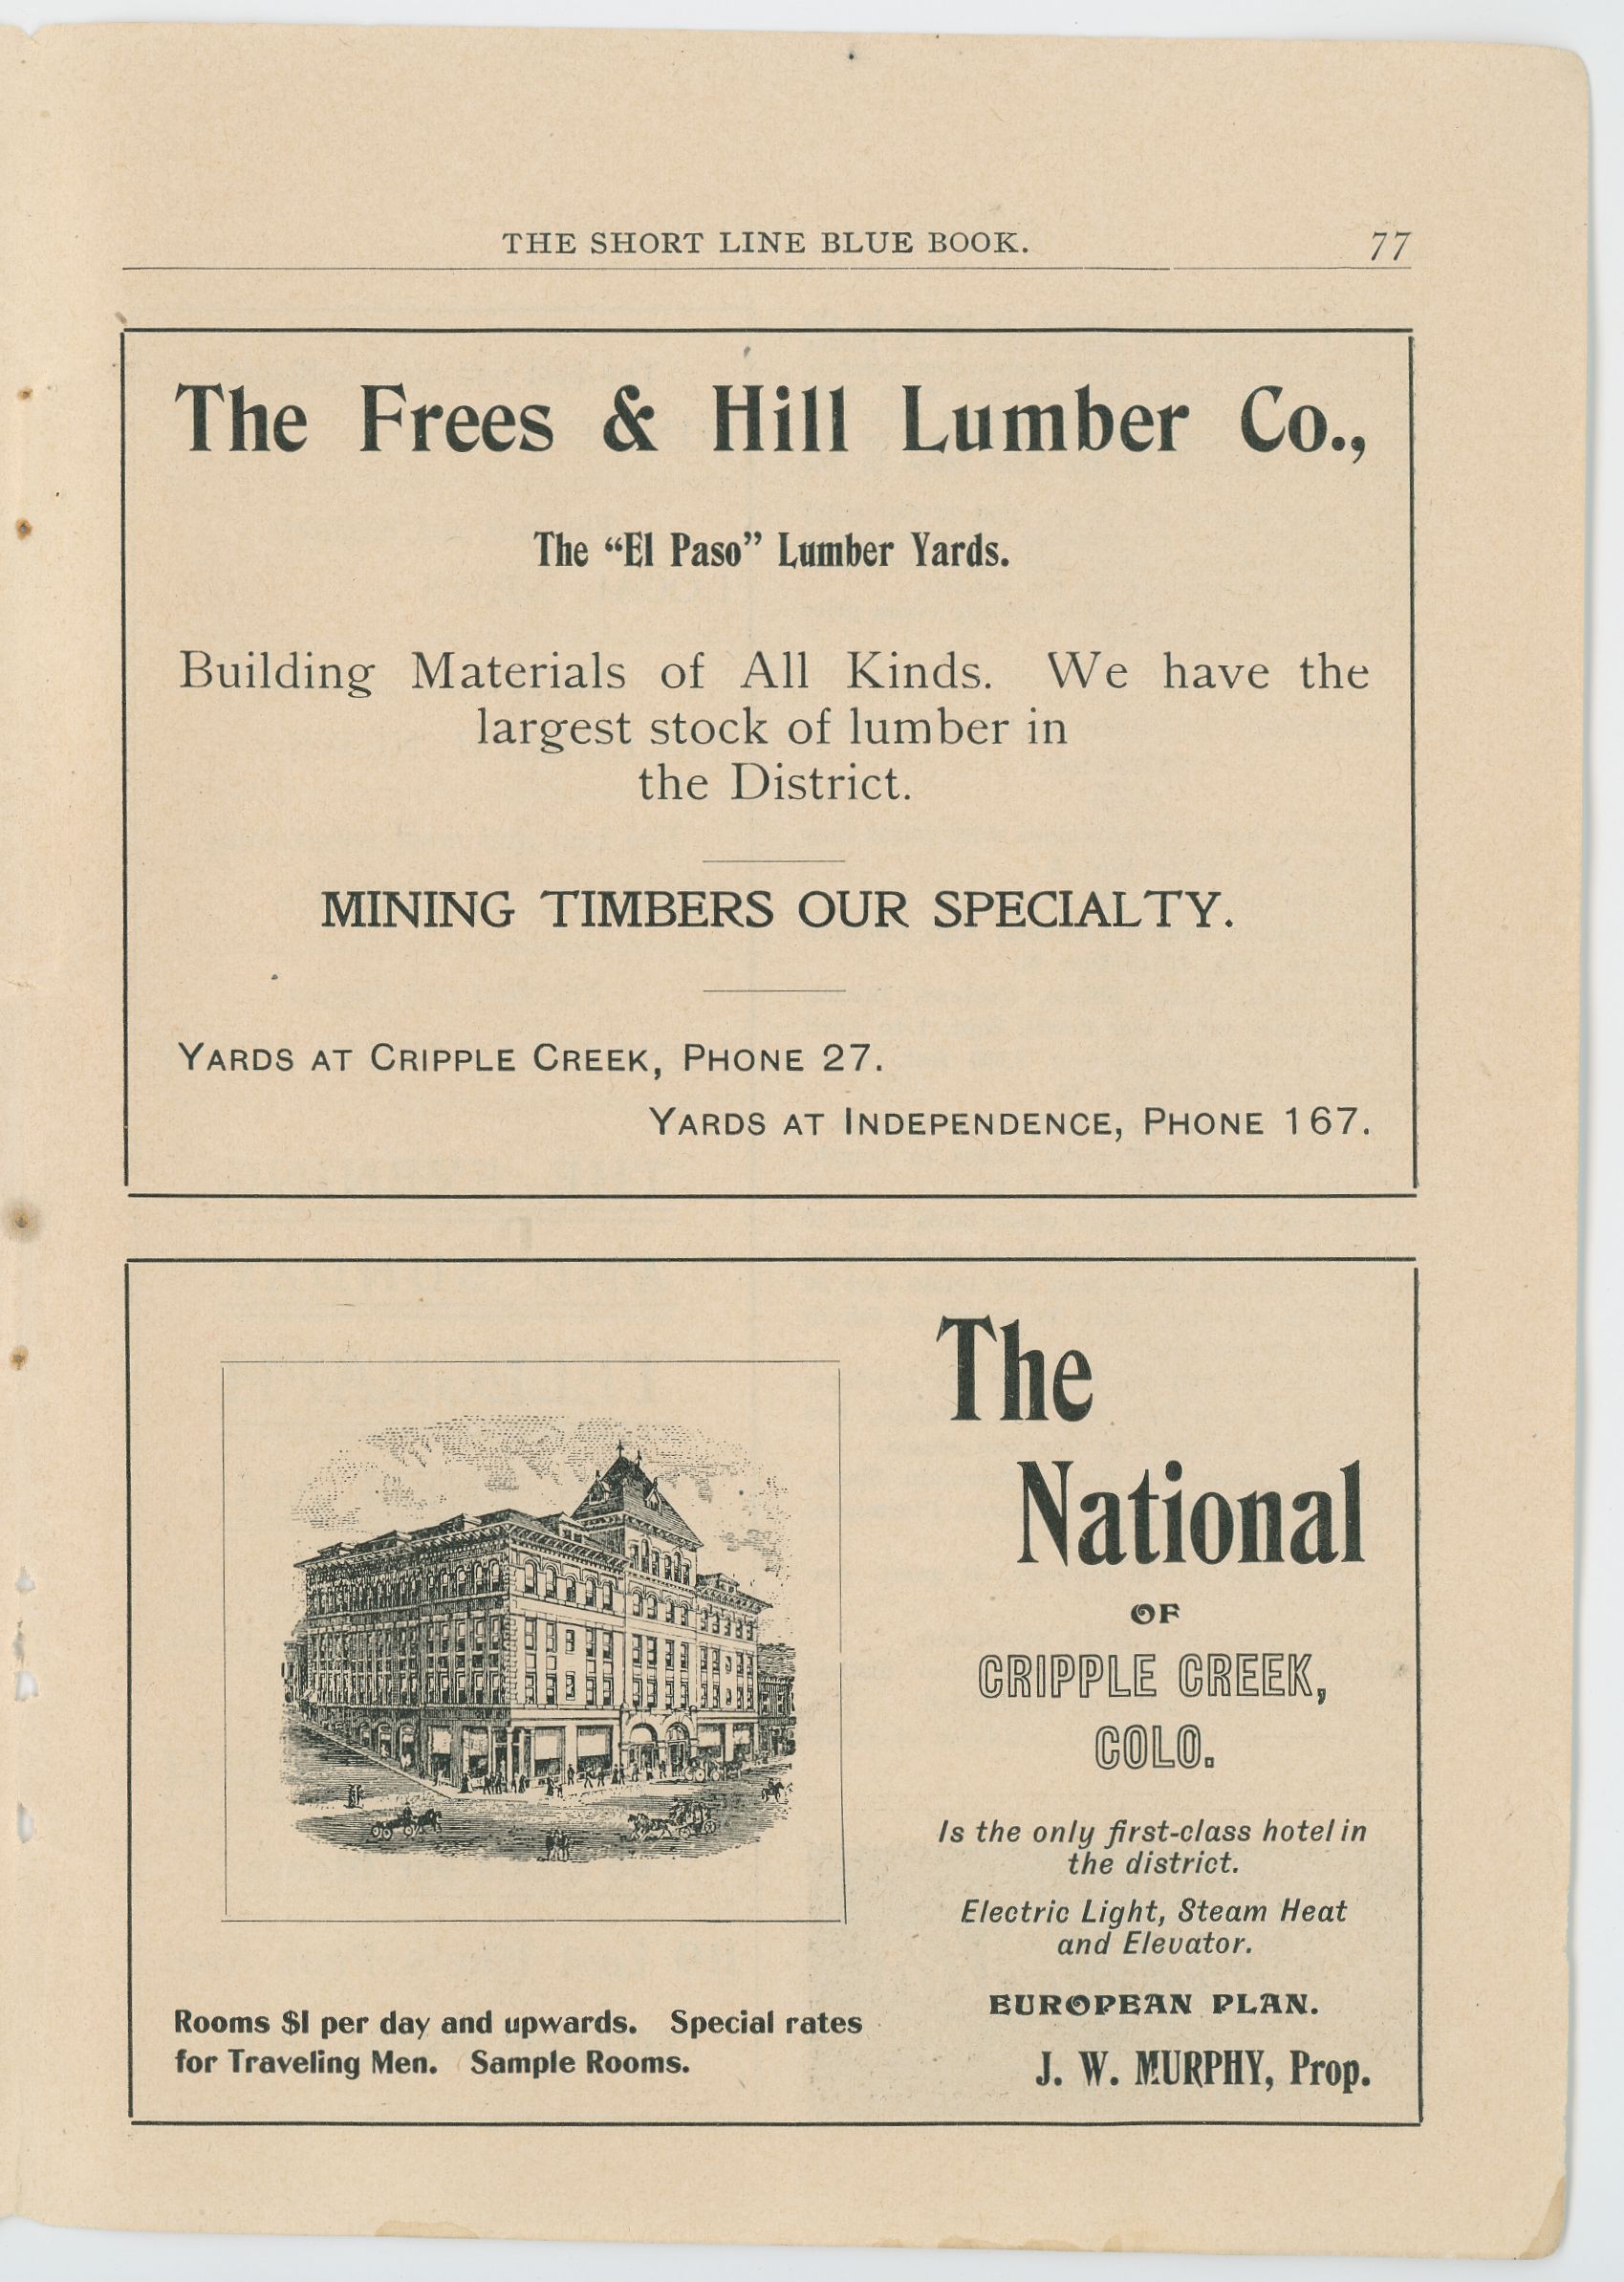 THE SHORT LINE BLUE BOOK. 77
The Frees & Hill Lumber Co.,
The “El Paso” Lumber Yards.
Building Materials of All Kinds. We have the
largest stock of lumber in
the District.
MINING TIMBERS OUR SPECIALTY.
YARDS AT CRIPPLE CREEK, PHONE 27.
YARDS AT INDEPENDENCE, PHONE 167.
The
National
OF
CRIPPLE CREEK,
COLO.
Is the only first-class hotel in
the district.
Electric Light, Steam Heat
and Elevator.
EUROPEAN PLAN.
J. W. MURPHY, Prop.
Rooms $1 per day and upwards. Special rates
for Traveling Men. Sample Rooms.